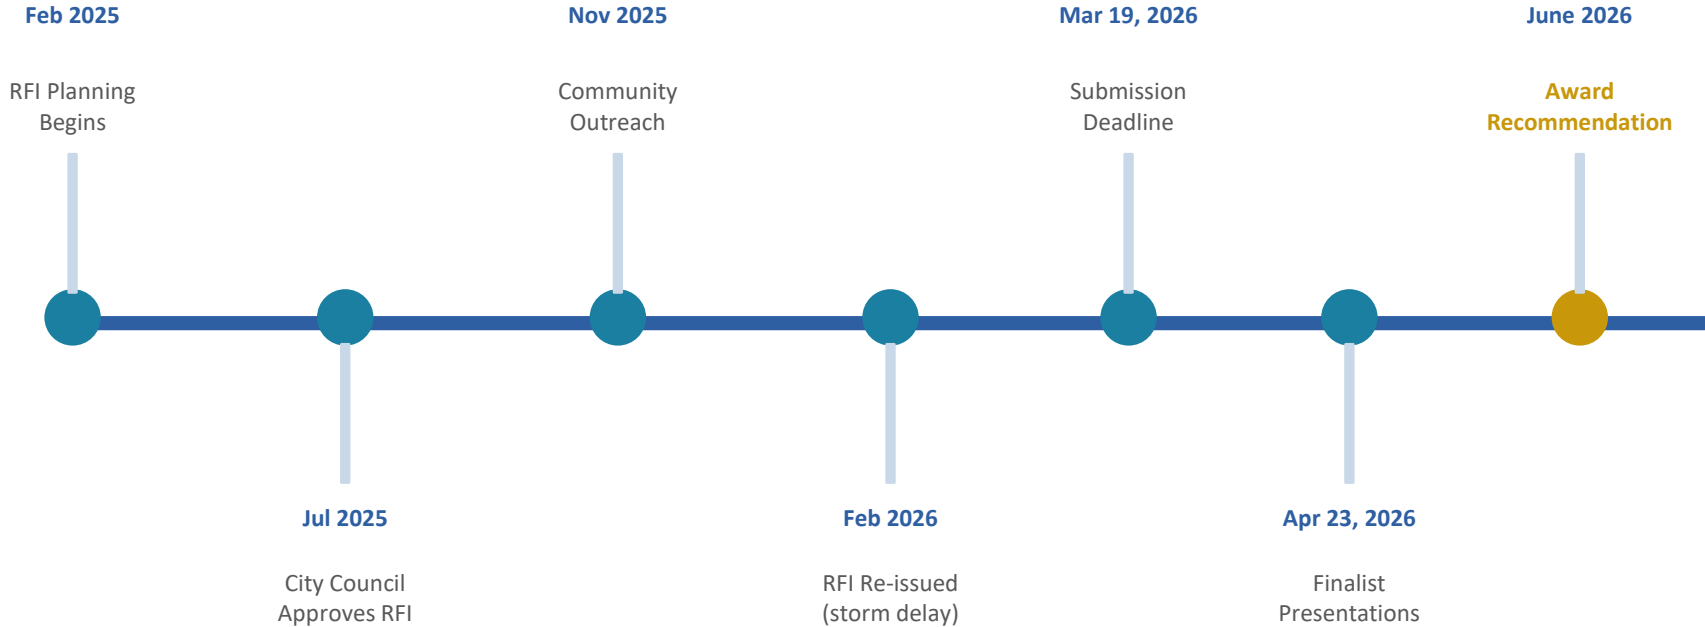 Feb 2025
RFI Planning
Begins
Jul 2025
City Council
Approves RFI
Nov 2025
Community
Outreach
Feb 2026
RFI Re-issued
(storm delay)
Mar 19, 2026
Submission
Deadline
Apr 23, 2026
Finalist
Presentations
June 2026
Award
Recommendation